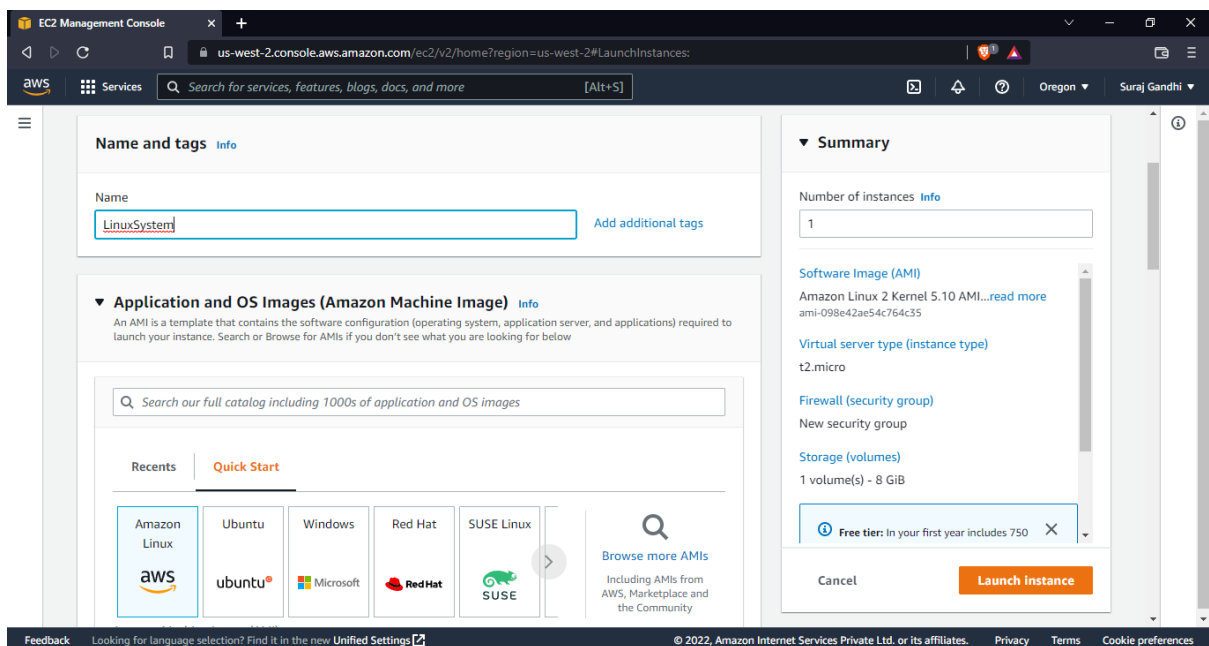 EC2 Management Console
us-west-2.console.aws.amazon.com/ec2/v2/home?region=us-west-2#LaunchInstances:
1
aws
Services
Search for services, features, blogs, docs, and more
[Alt+S]
Oregon
Suraj Gandhi
Name and tags Info
Name
LinuxSystem
Add additional tags
Application and OS Images (Amazon Machine Image) Info
An AMI is a template that contains the software configuration (operating system, application server, and applications) required to
launch your instance. Search or Browse for AMIs if you don't see what you are looking for below
Search our full catalog including 1000s of application and OS images
Recents
Quick Start
Amazon
Linux
aws
Ubuntu
ubuntu
Windows
Microsoft
Red Hat
Red Hat
SUSE Linux
SUSE
Browse more AMIs
Including AMIs from
AWS, Marketplace and
the Community
Summary
Number of instances Info
1
Software Image (AMI)
Amazon Linux 2 Kernel 5.10 AMI...read more
ami-098e42ae54c764c35
Virtual server type (instance type)
t2.micro
Firewall (security group)
New security group
Storage (volumes)
1 volume(s) - 8 GiB
Free tier: In your first year includes 750
Cancel
Launch instance
Feedback
Looking for language selection? Find it in the new Unified Settings
© 2022, Amazon Internet Services Private Ltd. or its affiliates.
Privacy
Terms
Cookie preferences